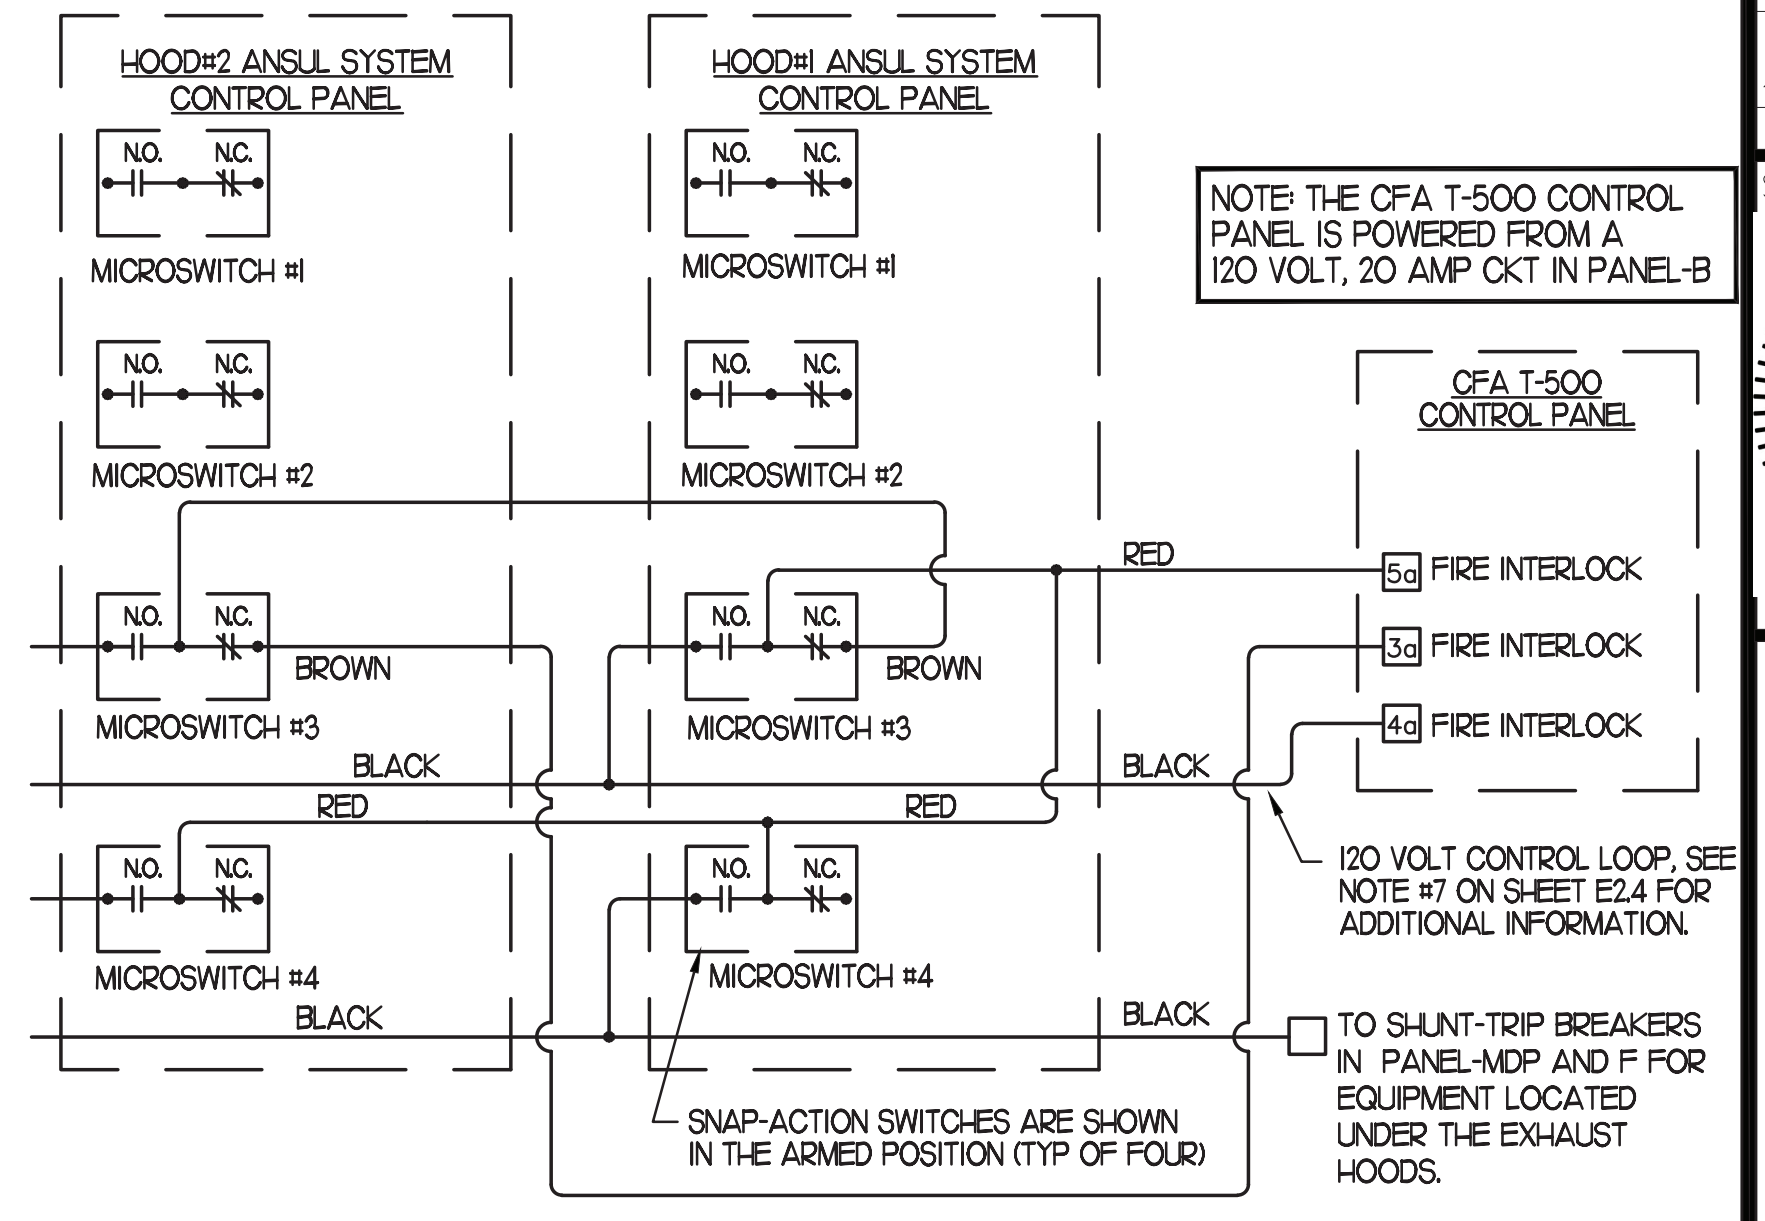 HOOD#2 ANSUL SYSTEM
CONTROL PANEL
N.O. N.C.
MICROSWITCH #1
N.O. N.C.
MICROSWITCH #2
N.O. N.C.
BROWN
MICROSWITCH #3
BLACK
RED
N.O. N.C.
MICROSWITCH #4
BLACK
HOOD#1 ANSUL SYSTEM
CONTROL PANEL
N.O. N.C.
MICROSWITCH #1
N.O. N.C.
MICROSWITCH #2
N.O. N.C.
BROWN
MICROSWITCH #3
RED
N.O. N.C.
MICROSWITCH #4
SNAP-ACTION SWITCHES ARE SHOWN
IN THE ARMED POSITION (TYP OF FOUR)
RED
BLACK
BLACK
NOTE: THE CFA T-500 CONTROL
PANEL IS POWERED FROM A
120 VOLT, 20 AMP CKT IN PANEL-B
CFA T-500
CONTROL PANEL
5a FIRE INTERLOCK
3a FIRE INTERLOCK
4a FIRE INTERLOCK
120 VOLT CONTROL LOOP, SEE
NOTE #7 ON SHEET E2.4 FOR
ADDITIONAL INFORMATION.
TO SHUNT-TRIP BREAKERS
IN PANEL-MDP AND F FOR
EQUIPMENT LOCATED
UNDER THE EXHAUST
HOODS.